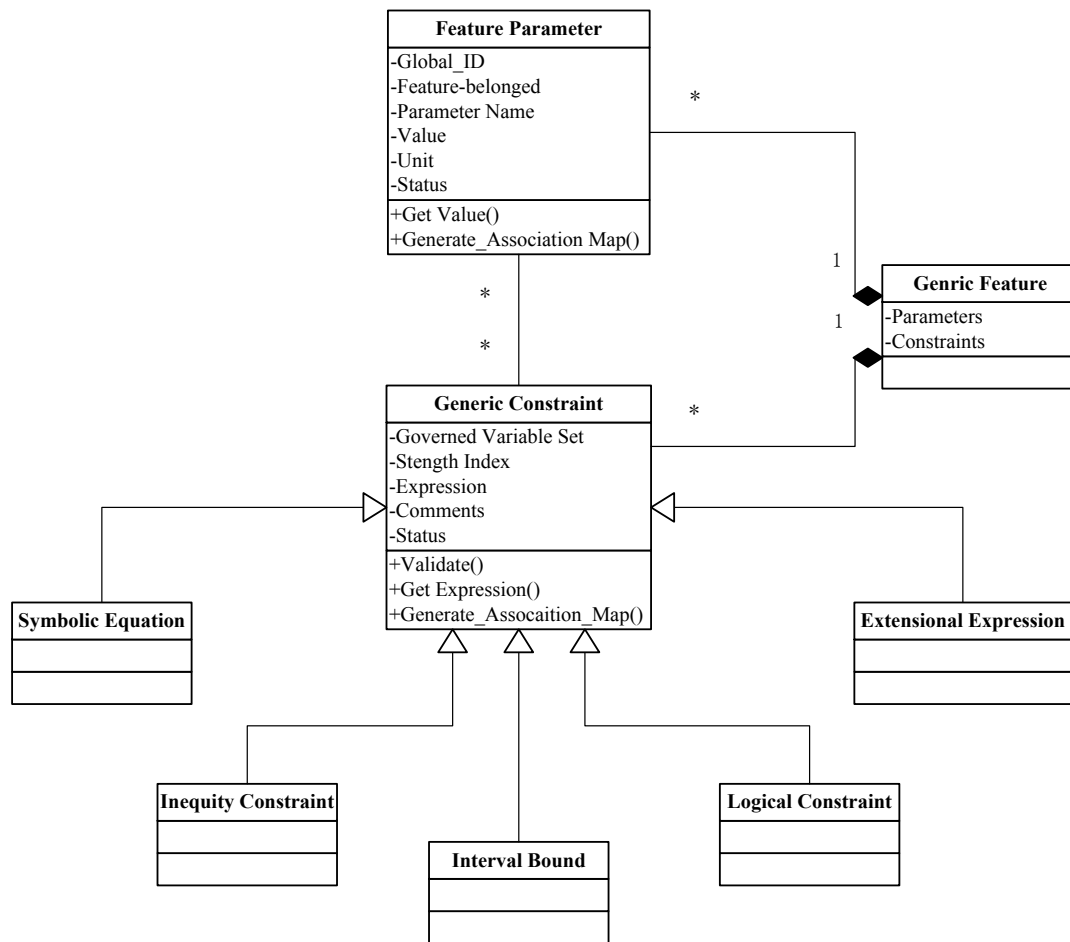 Feature Parameter
-Global_ID
-Feature-belonged
-Parameter Name
-Value
-Unit
-Status
+Get Value()
+Generate_Association Map()
*
1
Genric Feature
-Parameters
-Constraints
1
*
*
*
Generic Constraint
-Governed Variable Set
-Stength Index
-Expression
-Comments
-Status
+Validate()
+Get Expression()
+Generate_Assocaition_Map()
Symbolic Equation
Extensional Expression
Inequity Constraint
Logical Constraint
Interval Bound